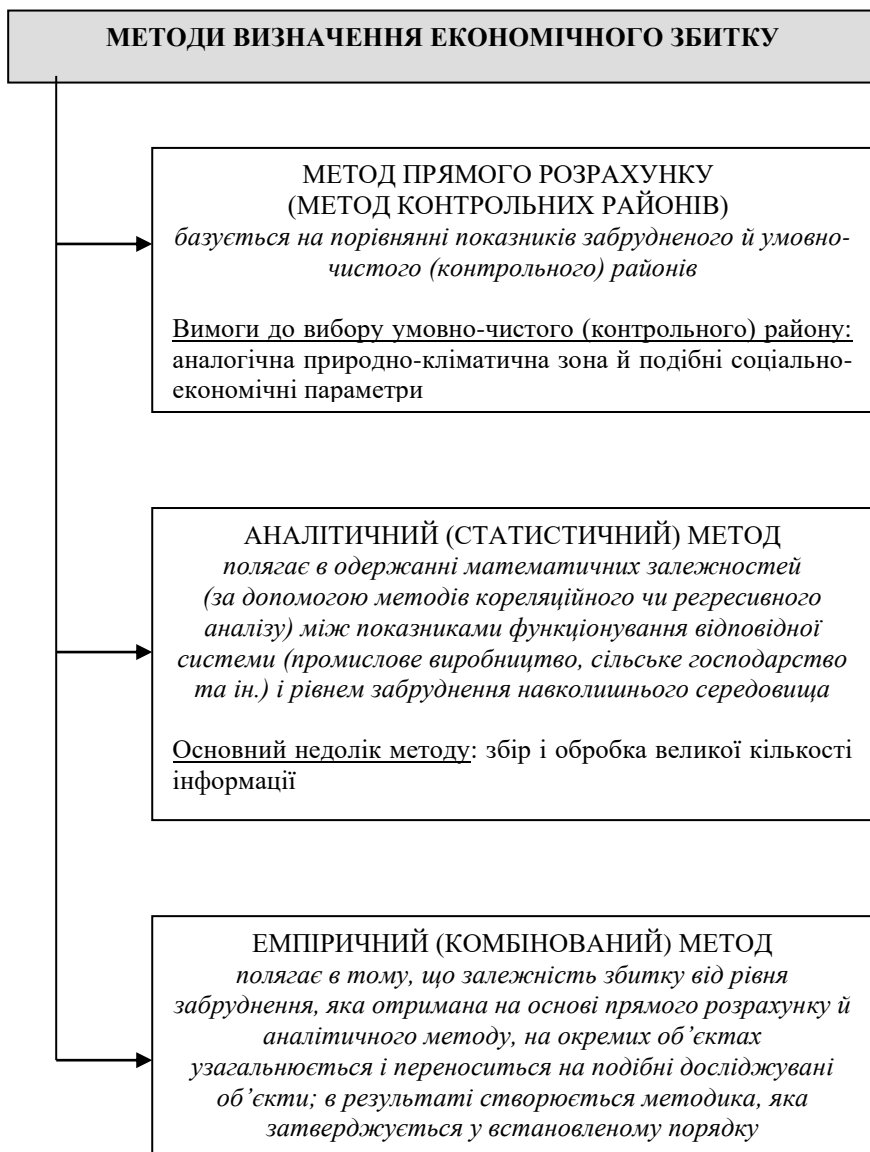 МЕТОДИ ВИЗНАЧЕННЯ ЕКОНОМІЧНОГО ЗБИТКУ
МЕТОД ПРЯМОГО РОЗРАХУНКУ
(МЕТОД КОНТРОЛЬНИХ РАЙОНІВ)
базується на порівнянні показників забрудненого й умовно-
чистого (контрольного) районів
Вимоги до вибору умовно-чистого (контрольного) району:
аналогічна природно-кліматична зона й подібні соціально-
економічні параметри
АНАЛІТИЧНИЙ (СТАТИСТИЧНИЙ) МЕТОД
полягає в одержанні математичних залежностей
(за допомогою методів кореляційного чи регресивного
аналізу) між показниками функціонування відповідної
системи (промислове виробництво, сільське господарство
та ін.) і рівнем забруднення навколишнього середовища
Основний недолік методу: збір і обробка великої кількості
інформації
ЕМПІРИЧНИЙ (КОМБІНОВАНИЙ) МЕТОД
полягає в тому, що залежність збитку від рівня
забруднення, яка отримана на основі прямого розрахунку й
аналітичного методу, на окремих об’єктах
узагальнюється і переноситься на подібні досліджувані
об’єкти; в результаті створюється методика, яка
затверджується у встановленому порядку